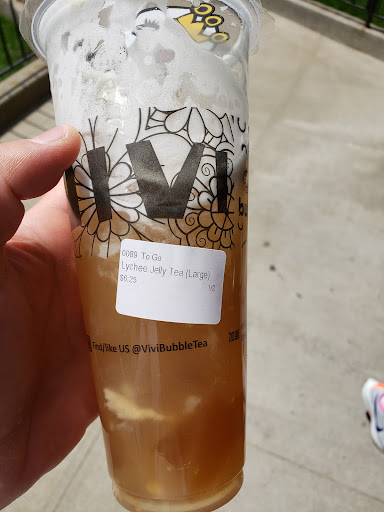 VIVI
0089 To Go
Lychee Jelly Tea (Large)
$6.25
1/2
Find/like US @ViviBubbleTea